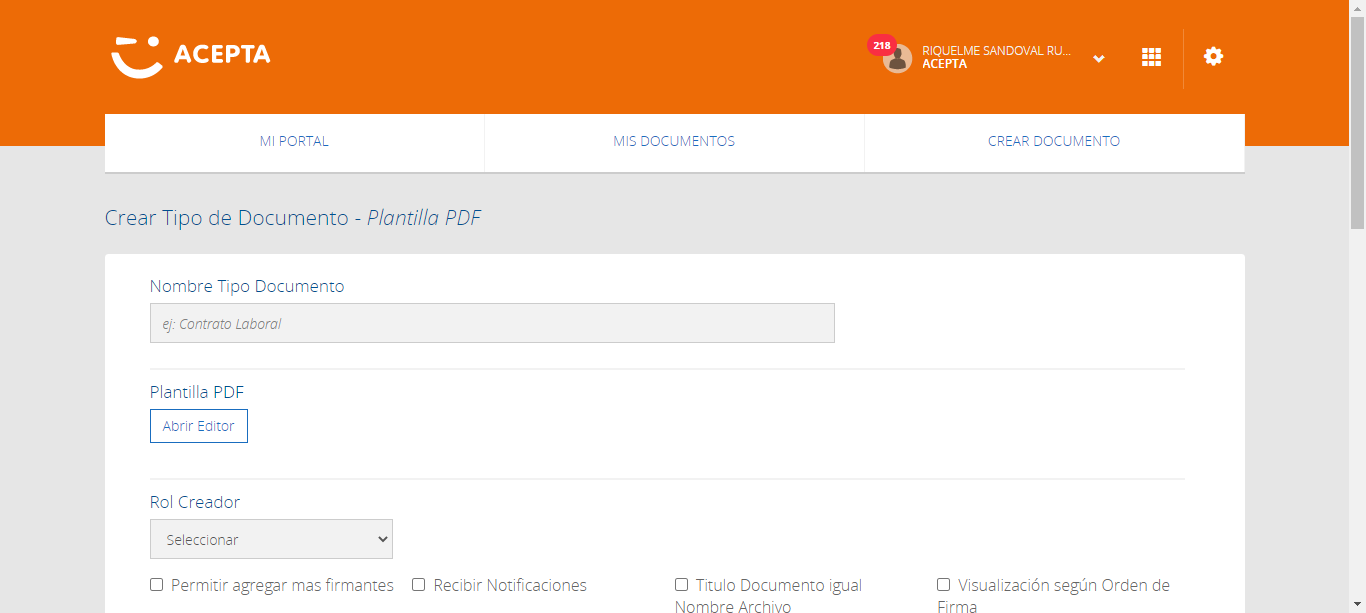 ACEPTA
218
RIQUELME SANDOVAL RU...
ACEPTA
MI PORTAL
MIS DOCUMENTOS
CREAR DOCUMENTO
Crear Tipo de Documento - Plantilla PDF
Nombre Tipo Documento
ej: Contrato Laboral
Plantilla PDF
Abrir Editor
Rol Creador
Seleccionar
Permitir agregar mas firmantes
Recibir Notificaciones
Titulo Documento igual
Nombre Archivo
Visualización según Orden de
Firma